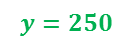 y = 250